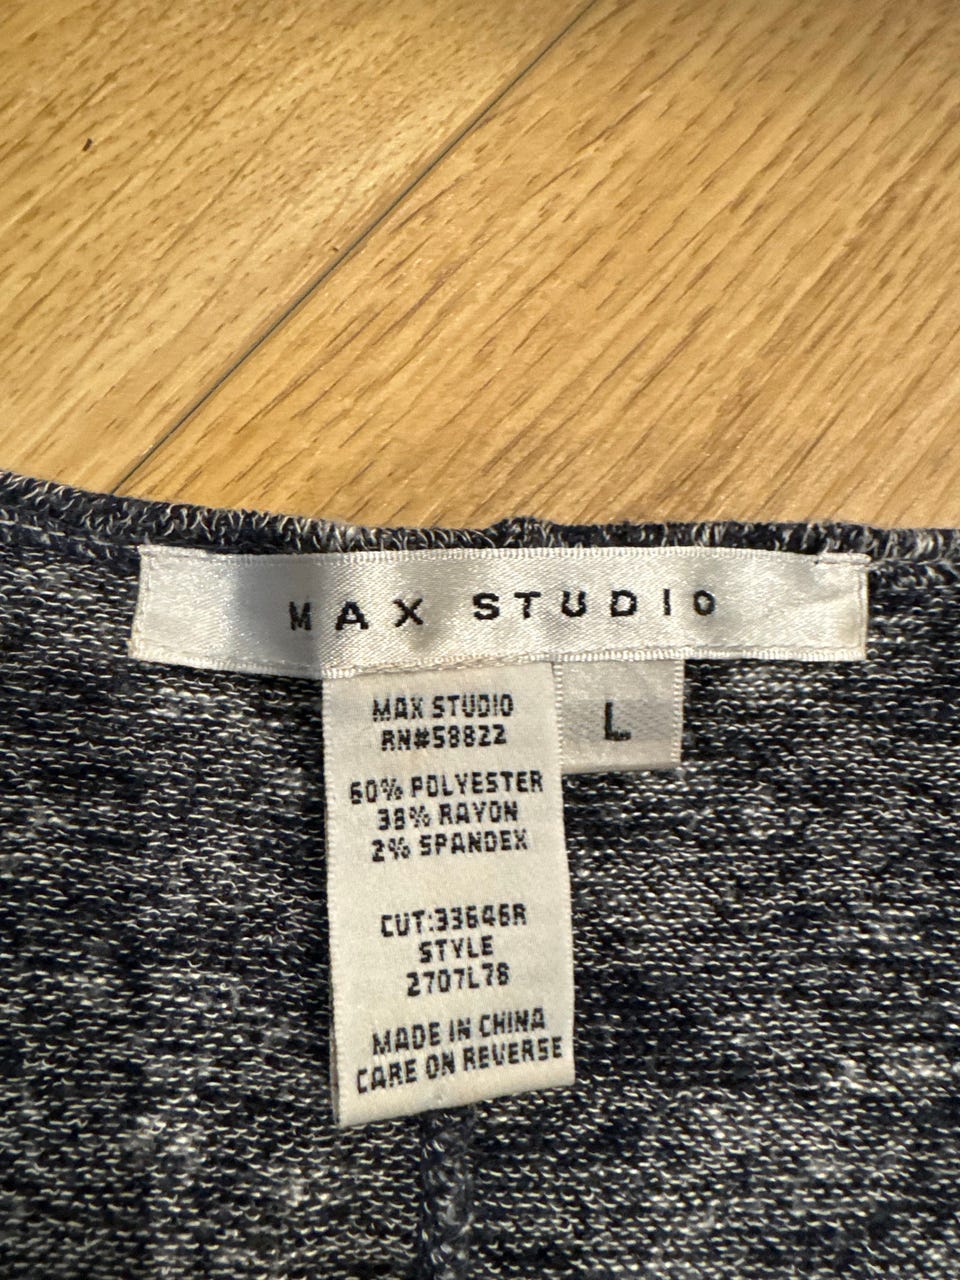 MAX STUDIO
L
MAX STUDIO
RN#58822
60% POLYESTER
38% RAYON
2% SPANDEX
CUT:33646R
STYLE
2707L78
MADE IN CHINA
CARE ON REVERSE